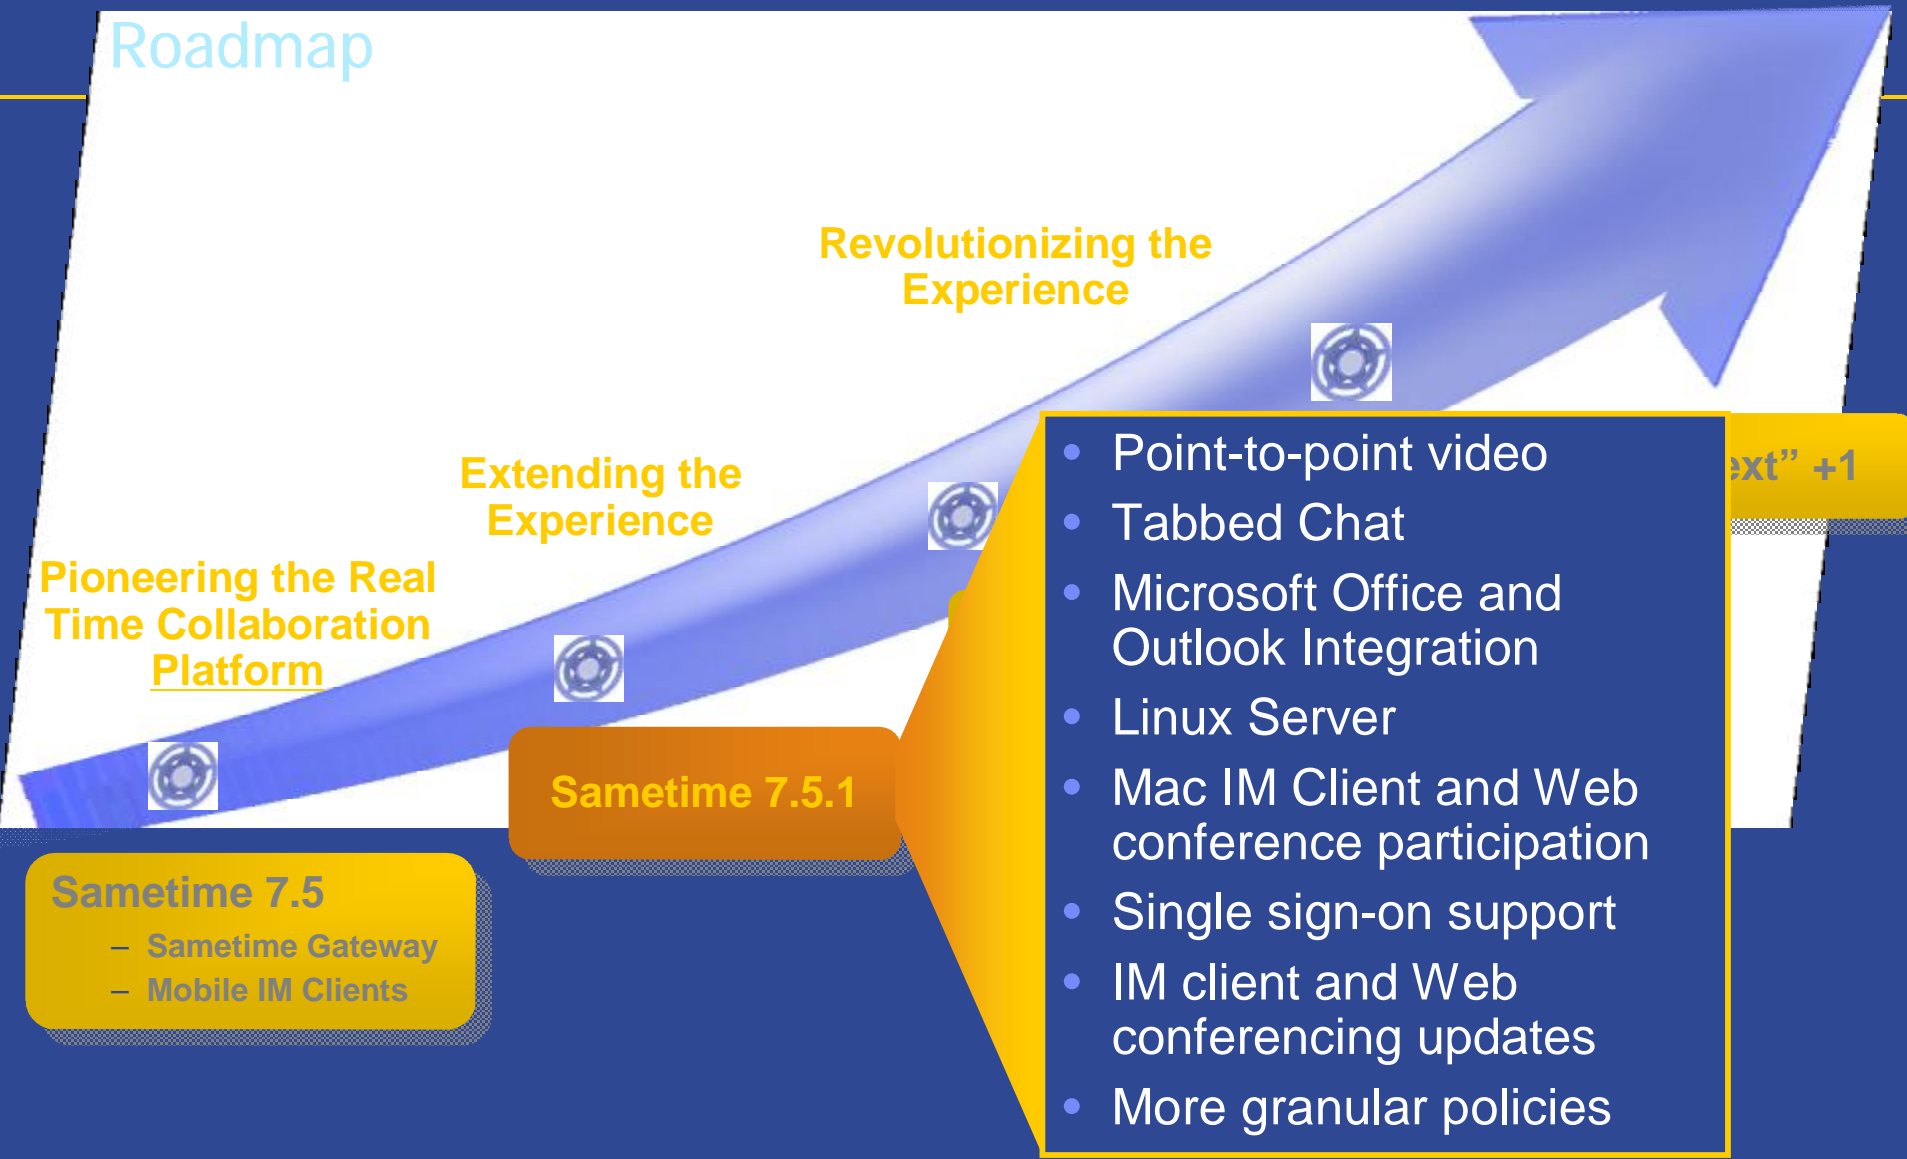 Roadmap
Revolutionizing the
Experience
Extending the
Experience
Pioneering the Real
Time Collaboration
Platform
Sametime 7.5
– Sametime Gateway
– Mobile IM Clients
Sametime 7.5.1
• Point-to-point video
• Tabbed Chat
• Microsoft Office and
Outlook Integration
• Linux Server
• Mac IM Client and Web
conference participation
• Single sign-on support
• IM client and Web
conferencing updates
• More granular policies
ext” +1